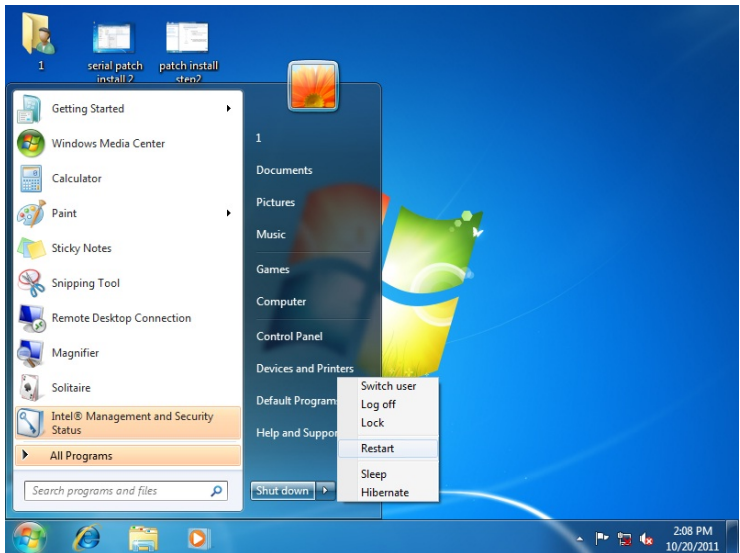 1
serial patch
install 2
patch install
step2
Getting Started
Windows Media Center
Calculator
Paint
Sticky Notes
Snipping Tool
Remote Desktop Connection
Magnifier
Solitaire
Intel® Management and Security
Status
All Programs
Search programs and files
1
Documents
Pictures
Music
Games
Computer
Control Panel
Devices and Printers
Default Program
Help and Suppor
Shut down
Switch user
Log off
Lock
Restart
Sleep
Hibernate
2:08 PM
10/20/2011